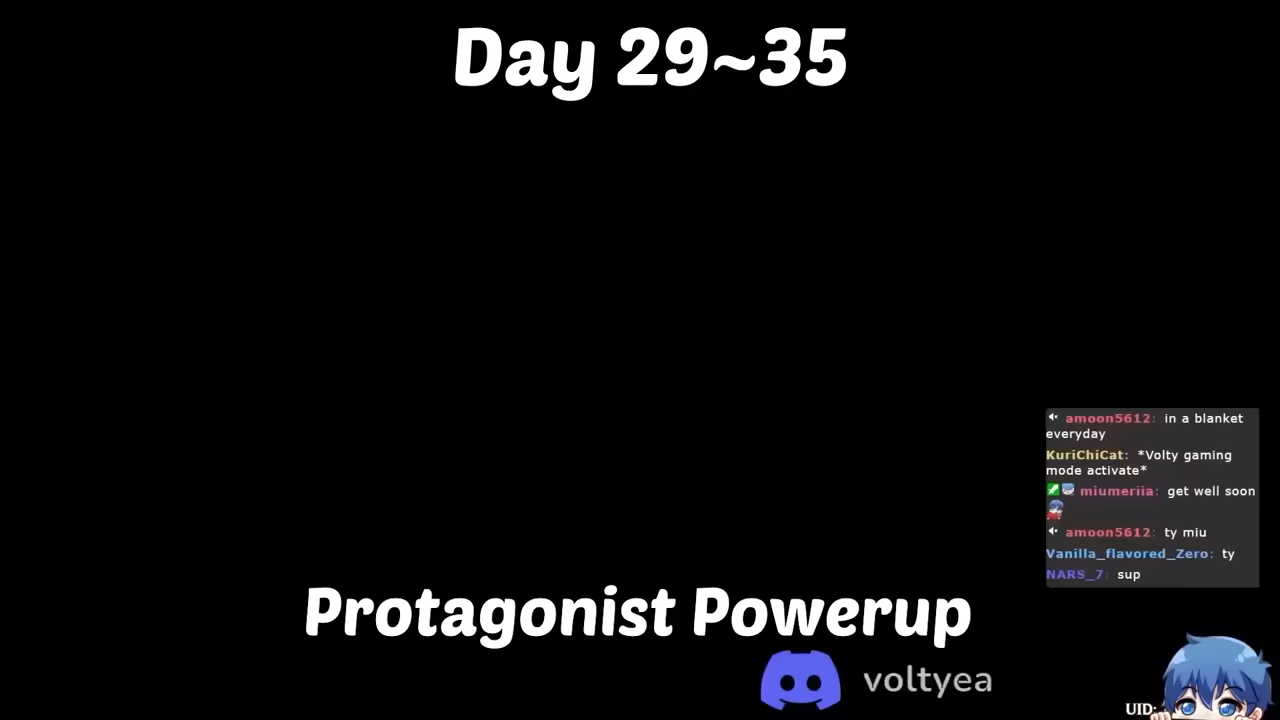 Day 29~35
amoon5612: in a blanket
everyday
KuriChiCat: *Volty gaming
mode activate*
miumeriia: get well soon
amoon5612: ty miu
Vanilla_flavored_Zero: ty
NARS_7: sup
Protagonist Powerup
voltyea
UID: